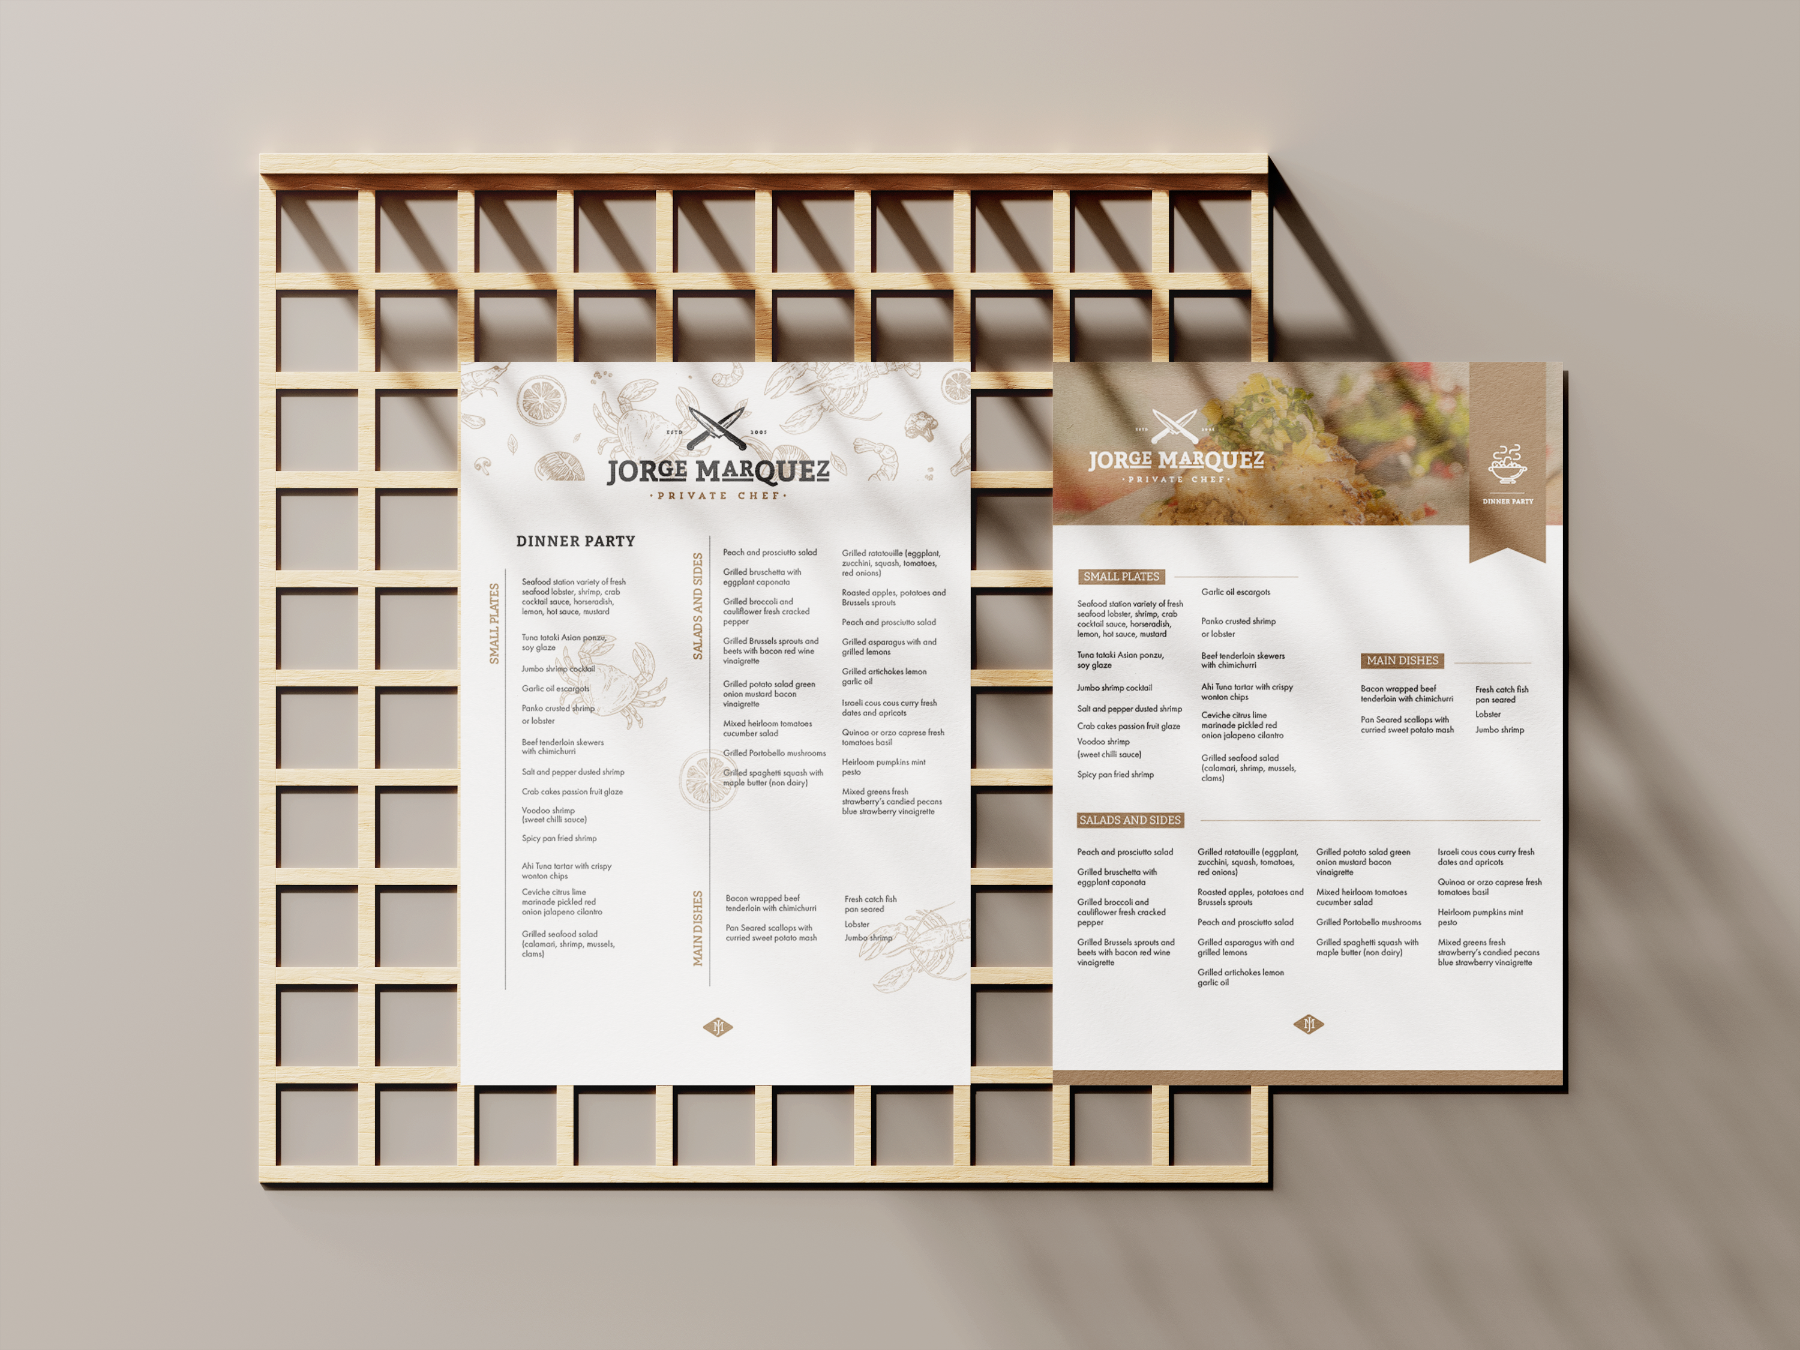 ESTD 2002
JORGE MARQUEZ
• PRIVATE CHEF •
DINNER PARTY
SMALL PLATES
Seafood station variety of fresh
seafood lobster, shrimp, crab
cocktail sauce, horseradish,
lemon, hot sauce, mustard
Tuna tataki Asian ponzu,
soy glaze
Jumbo shrimp cocktail
Garlic oil escargots
Panko crusted shrimp
or lobster
Beef tenderloin skewers
with chimichurri
Salt and pepper dusted shrimp
Crab cakes passion fruit glaze
Voodoo shrimp
(sweet chilli sauce)
Spicy pan fried shrimp
Ahi Tuna tartar with crispy
wonton chips
Ceviche citrus lime
marinade pickled red
onion jalapeno cilantro
Grilled seafood salad
(calamari, shrimp, mussels,
clams)
SALADS AND SIDES
Peach and prosciutto salad
Grilled bruschetta with
eggplant caponata
Grilled broccoli and
cauliflower fresh cracked
pepper
Grilled Brussels sprouts and
beets with bacon red wine
vinaigrette
Grilled potato salad green
onion mustard bacon
vinaigrette
Mixed heirloom tomatoes
cucumber salad
Grilled Portobello mushrooms
Grilled spaghetti squash with
maple butter (non dairy)
Grilled ratatouille (eggplant,
zucchini, squash, tomatoes,
red onions)
Roasted apples, potatoes and
Brussels sprouts
Peach and prosciutto salad
Grilled asparagus with and
grilled lemons
Grilled artichokes lemon
garlic oil
Israeli cous cous curry fresh
dates and apricots
Quinoa or orzo caprese fresh
tomatoes basil
Heirloom pumpkins mint
pesto
Mixed greens fresh
strawberry's candied pecans
blue strawberry vinaigrette
MAIN DISHES
Bacon wrapped beef
tenderloin with chimichurri
Pan Seared scallops with
curried sweet potato mash
Fresh catch fish
pan seared
Lobster
Jumbo shrimp
JM
JORGE MARQUEZ
• PRIVATE CHEF •
DINNER PARTY
SMALL PLATES
Seafood station variety of fresh
seafood lobster, shrimp, crab
cocktail sauce, horseradish,
lemon, hot sauce, mustard
Tuna tataki Asian ponzu,
soy glaze
Jumbo shrimp cocktail
Salt and pepper dusted shrimp
Crab cakes passion fruit glaze
Voodoo shrimp
(sweet chilli sauce)
Spicy pan fried shrimp
Garlic oil escargots
Panko crusted shrimp
or lobster
Beef tenderloin skewers
with chimichurri
Ahi Tuna tartar with crispy
wonton chips
Ceviche citrus lime
marinade pickled red
onion jalapeno cilantro
Grilled seafood salad
(calamari, shrimp, mussels,
clams)
MAIN DISHES
Bacon wrapped beef
tenderloin with chimichurri
Pan Seared scallops with
curried sweet potato mash
Fresh catch fish
pan seared
Lobster
Jumbo shrimp
SALADS AND SIDES
Peach and prosciutto salad
Grilled bruschetta with
eggplant caponata
Grilled broccoli and
cauliflower fresh cracked
pepper
Grilled Brussels sprouts and
beets with bacon red wine
vinaigrette
Grilled ratatouille (eggplant,
zucchini, squash, tomatoes,
red onions)
Roasted apples, potatoes and
Brussels sprouts
Peach and prosciutto salad
Grilled asparagus with and
grilled lemons
Grilled artichokes lemon
garlic oil
Grilled potato salad green
onion mustard bacon
vinaigrette
Mixed heirloom tomatoes
cucumber salad
Grilled Portobello mushrooms
Grilled spaghetti squash with
maple butter (non dairy)
Israeli cous cous curry fresh
dates and apricots
Quinoa or orzo caprese fresh
tomatoes basil
Heirloom pumpkins mint
pesto
Mixed greens fresh
strawberry's candied pecans
blue strawberry vinaigrette
JM